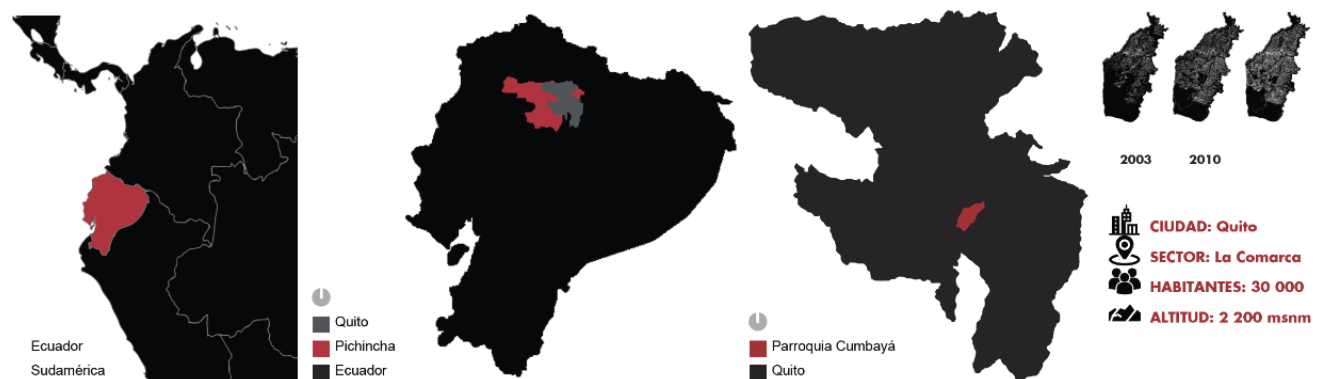 Ecuador
Sudamérica
Quito
Pichincha
Ecuador
Parroquia Cumbayá
Quito
2003
2010
CIUDAD: Quito
SECTOR: La Comarca
HABITANTES: 30 000
ALTITUD: 2 200 msnm